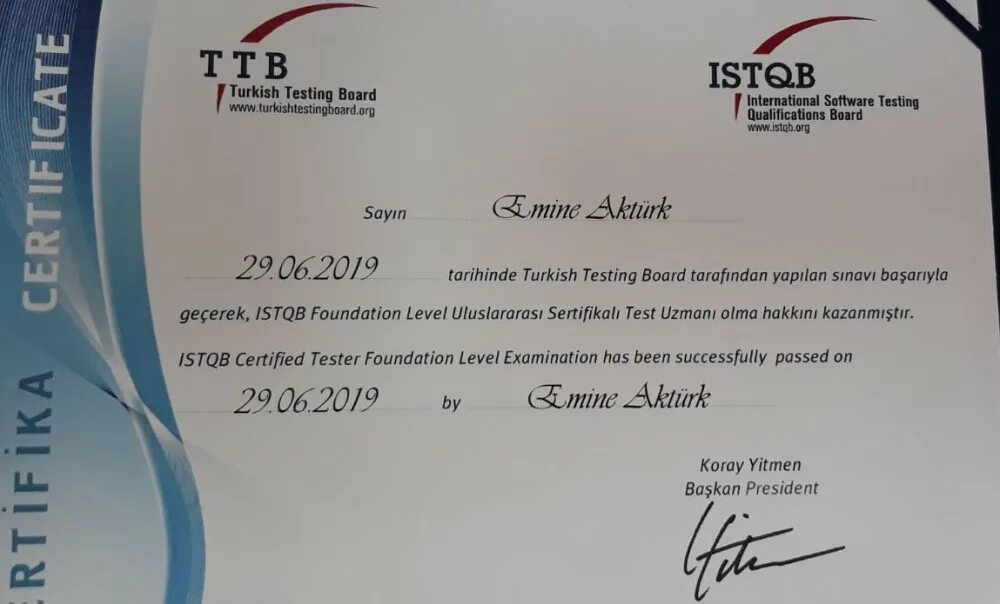 TTB
Turkish Testing Board
www.turkishtestingboard.org
ISTQB
International Software Testing
Qualifications Board
www.istqb.org
CERTIFICATE
ERTİFİKA
Sayın Emine Aktürk
29.06.2019 tarihinde Turkish Testing Board tarafından yapılan sınavı başarıyla
geçerek, ISTQB Foundation Level Uluslararası Sertifikalı Test Uzmanı olma hakkını kazanmıştır.
ISTQB Certified Tester Foundation Level Examination has been successfully passed on
29.06.2019 by Emine Aktürk
Koray Yitmen
Başkan President